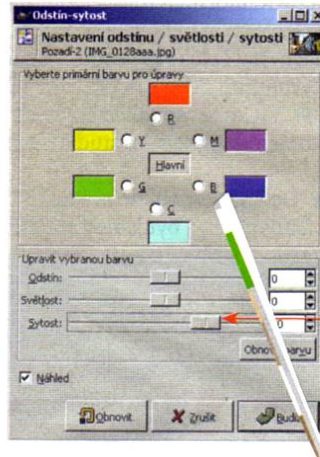 Odstín-sytost
Nastavení odstínu / světlosti / sytosti
Pozadí-2 (IMG_0128aaa.jpg)
Vyberte primární barvu pro úpravy
R
Y M
Hlavní
G B
C
Upravit vybranou barvu
Odstín: 0
Světlost: 0
Sytost: 0
Obnovit barvu
Náhled
Obnovit Zrušit Budiž